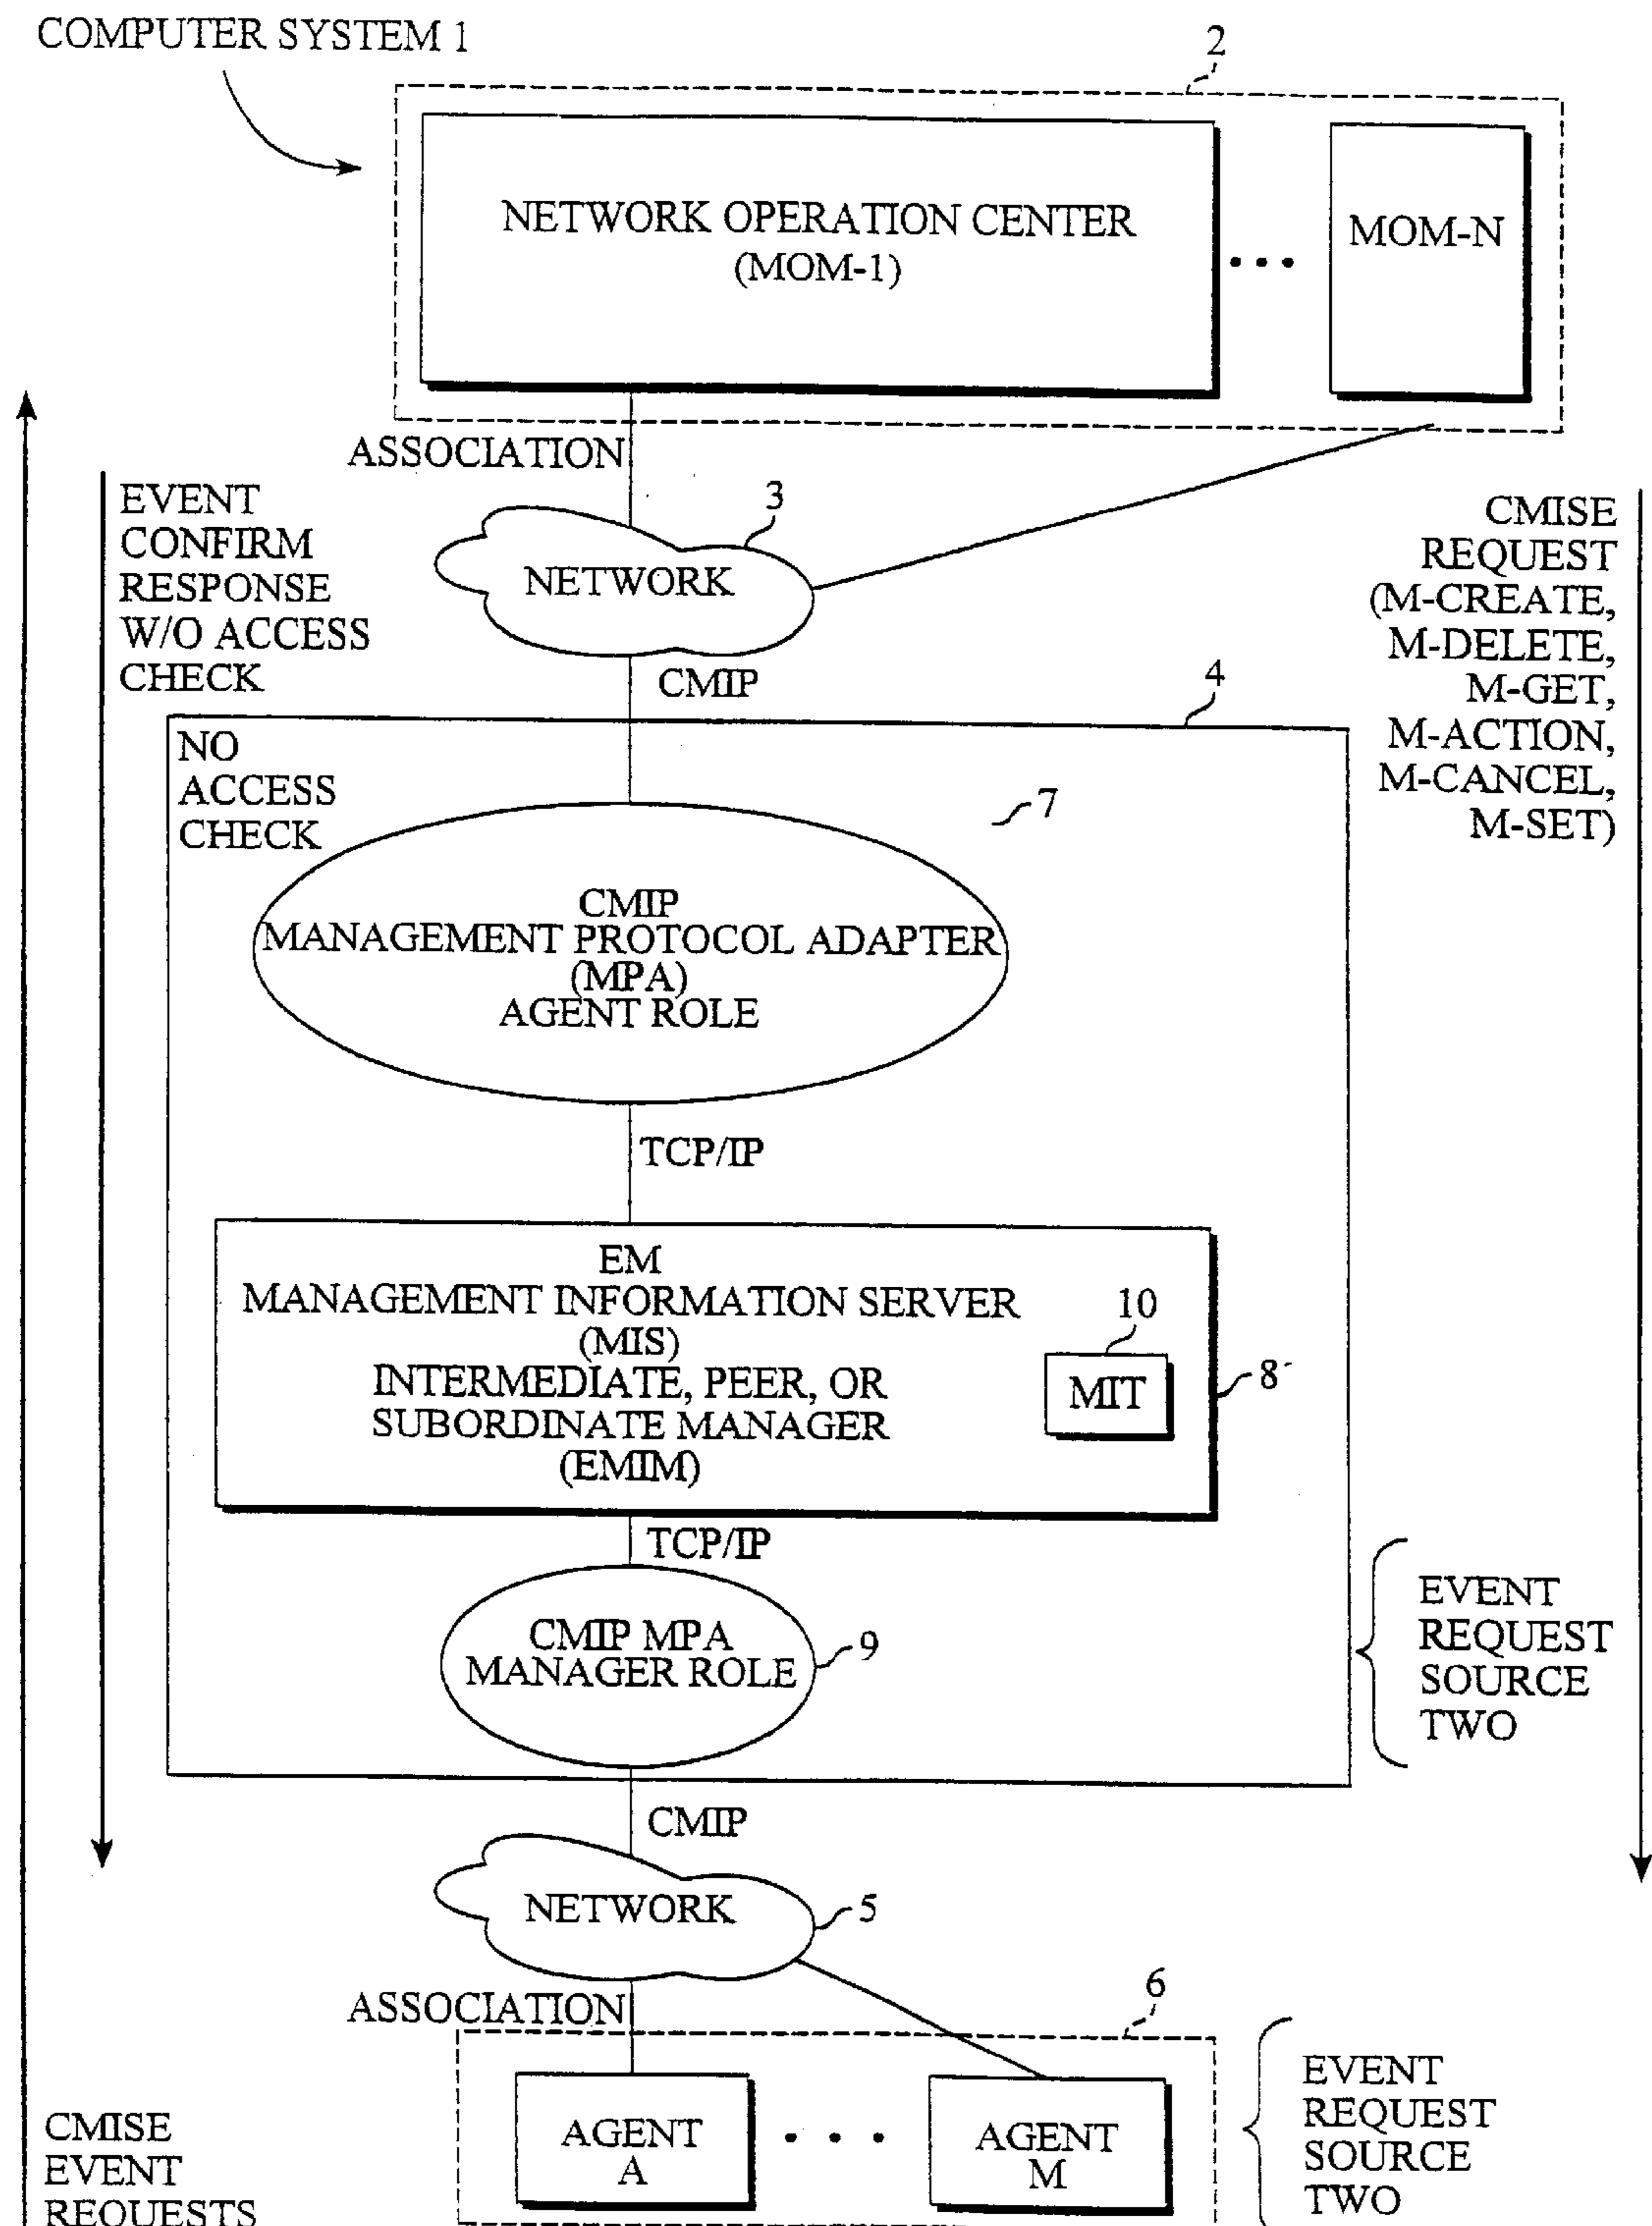 COMPUTER SYSTEM 1
2
NETWORK OPERATION CENTER
(MOM-1)
MOM-N
ASSOCIATION
EVENT
CONFIRM
RESPONSE
W/O ACCESS
CHECK
3
NETWORK
CMISE
REQUEST
(M-CREATE,
M-DELETE,
M-GET,
M-ACTION,
M-CANCEL,
M-SET)
CMIP
4
NO
ACCESS
CHECK
7
CMIP
MANAGEMENT PROTOCOL ADAPTER
(MPA)
AGENT ROLE
TCP/IP
EM
MANAGEMENT INFORMATION SERVER
(MIS)
INTERMEDIATE, PEER, OR
SUBORDINATE MANAGER
(EMIM)
10
MIT
8
TCP/IP
CMIP MPA
MANAGER ROLE
9
EVENT
REQUEST
SOURCE
TWO
CMIP
NETWORK
5
ASSOCIATION
6
AGENT
A
AGENT
M
EVENT
REQUEST
SOURCE
TWO
CMISE
EVENT
REQUESTS